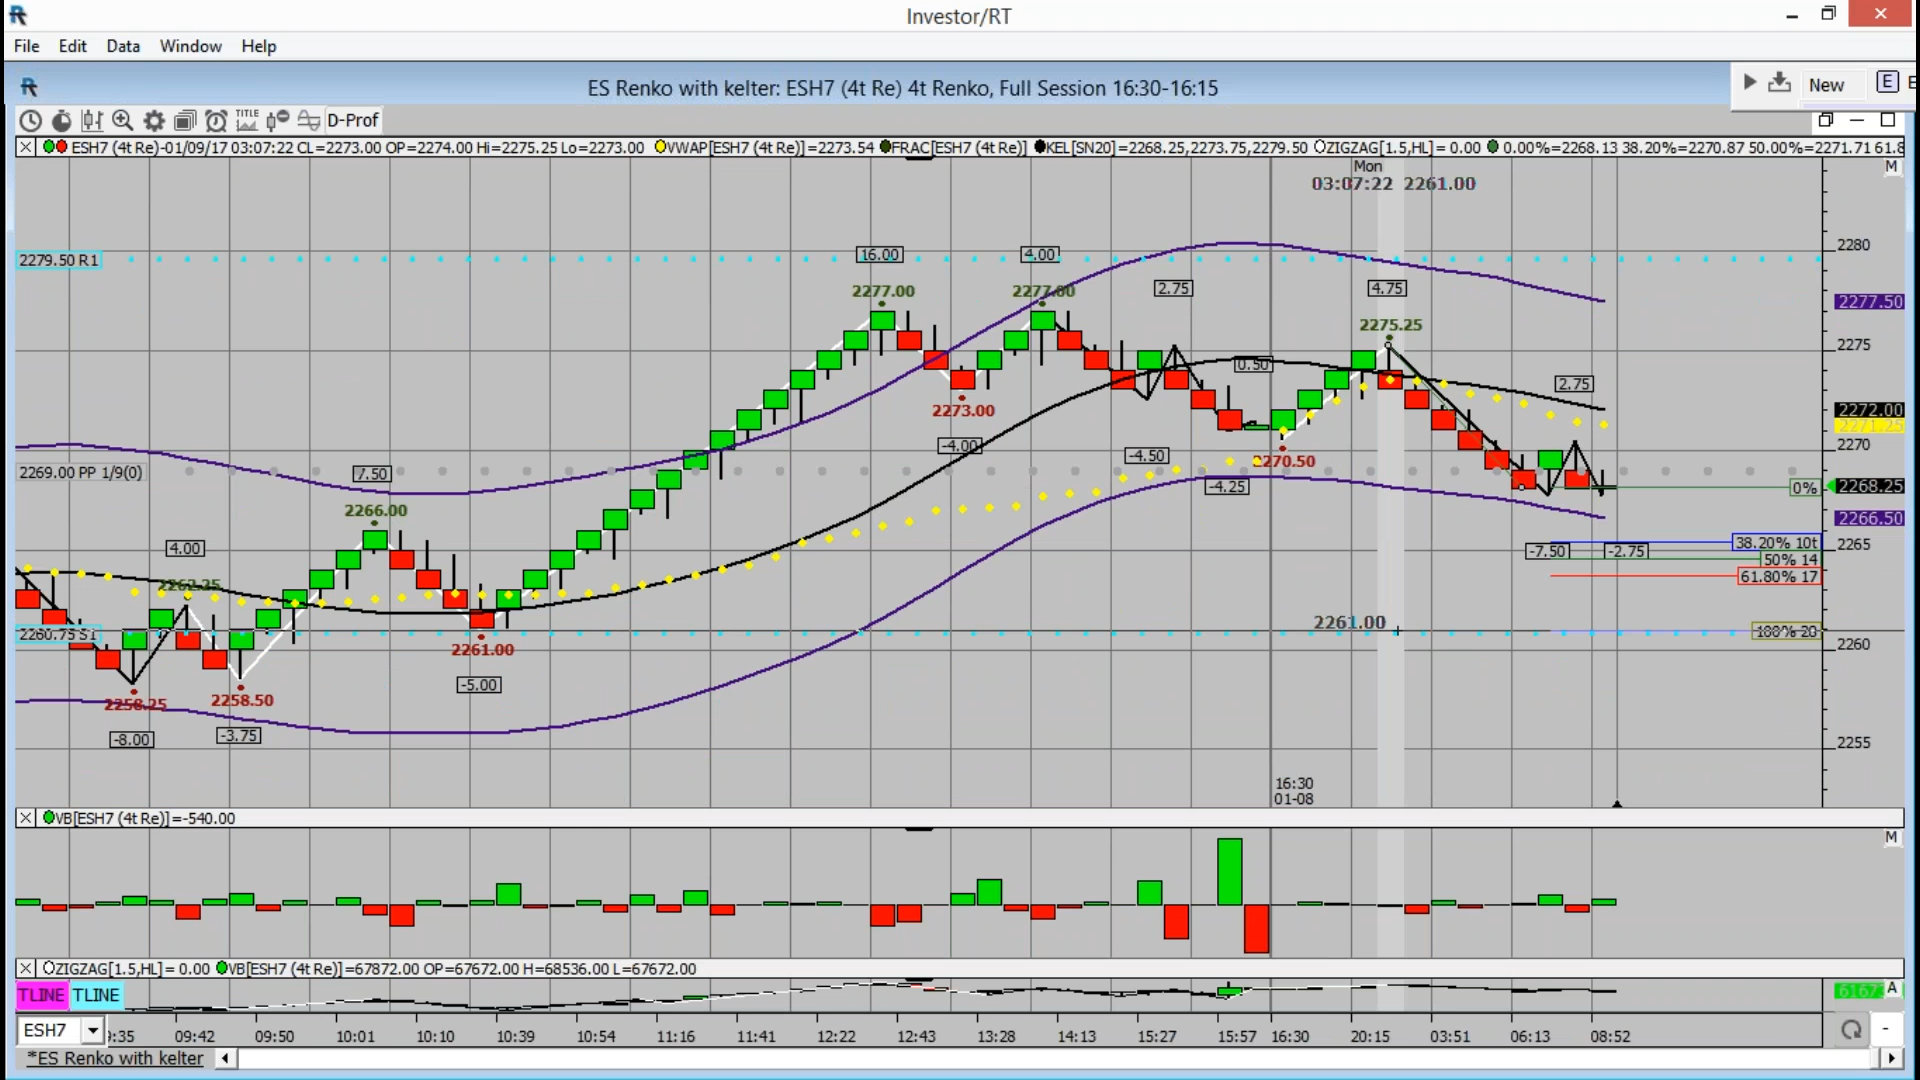 Investor/RT
File Edit Data Window Help
ES Renko with kelter: ESH7 (4t Re) 4t Renko, Full Session 16:30-16:15
New E
TITLE D-Prof
ESH7 (4t Re)-01/09/17 03:07:22 CL=2273.00 OP=2274.00 Hi=2275.25 Lo=2273.00 VWAP[ESH7 (4t Re)]=2273.54 FRAC[ESH7 (4t Re)] KEL[SN20]=2268.25,2273.75,2279.50 ZIGZAG[1.5,HL]= 0.00 0.00%=2268.13 38.20%=2270.87 50.00%=2271.71 61.8
Mon M
03:07:22 2261.00
2280
16.00 4.00
2279.50 R1
2.75 4.75
2277.00 2277.00
2277.50
2275.25
2275
0.50
2.75
2273.00
2272.00
2271.25
-4.00
2270
-4.50 2270.50
2269.00 PP 1/9(0) 7.50
-4.25
0% 2268.25
2266.00
2266.50
38.20% 10t
4.00 -7.50 -2.75 2265
50% 14
61.80% 17
2262.25
2261.00
2260.75 S1 100% 20
2261.00 2260
-5.00
2258.25 2258.50
-8.00 -3.75
2255
16:30
01-08
VB[ESH7 (4t Re)]=-540.00
M
ZIGZAG[1.5,HL]= 0.00 VB[ESH7 (4t Re)]=67872.00 OP=67672.00 H=68536.00 L=67672.00
TLINE TLINE A
ESH7 9:35 09:42 09:50 10:01 10:10 10:39 10:54 11:16 11:41 12:22 12:43 13:28 14:13 15:27 15:57 16:30 20:15 03:51 06:13 08:52
*ES Renko with kelter